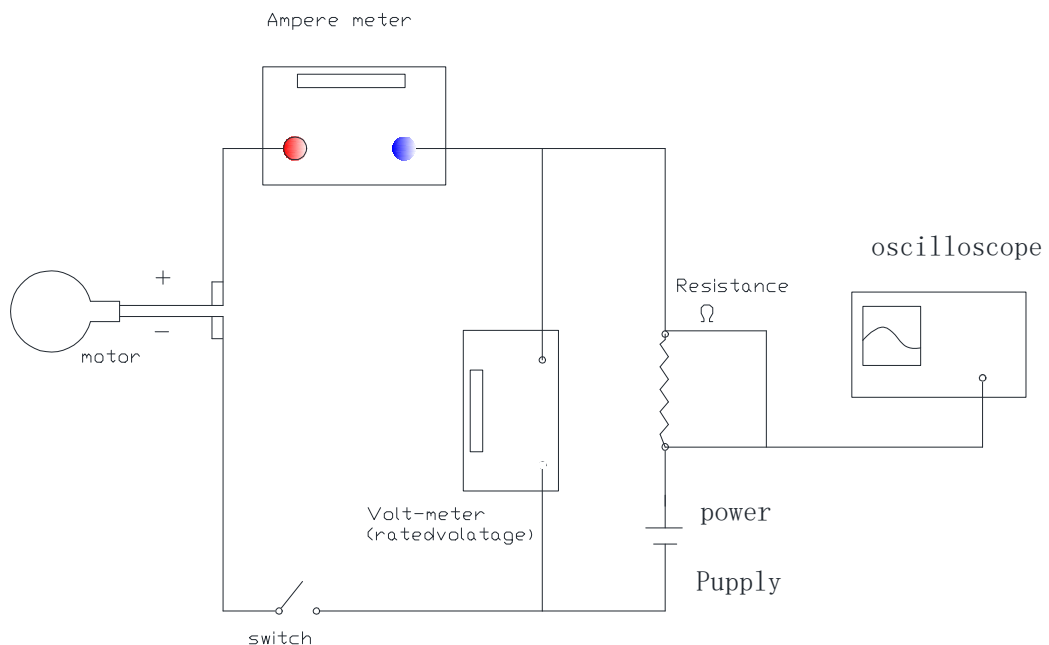 Ampere meter
oscilloscope
+
Resistance
Ω
−
motor
Volt-meter
(ratedvolatage)
power
Pupply
switch